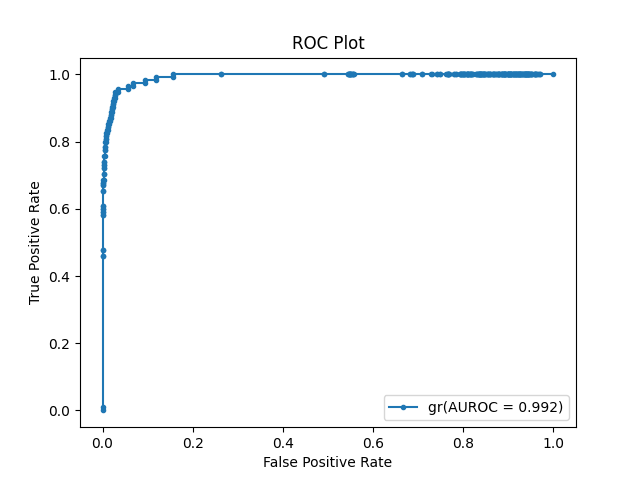 ROC Plot
1.0
0.8
0.6
0.4
0.2
0.0
True Positive Rate
gr(AUROC = 0.992)
0.0 0.2 0.4 0.6 0.8 1.0
False Positive Rate